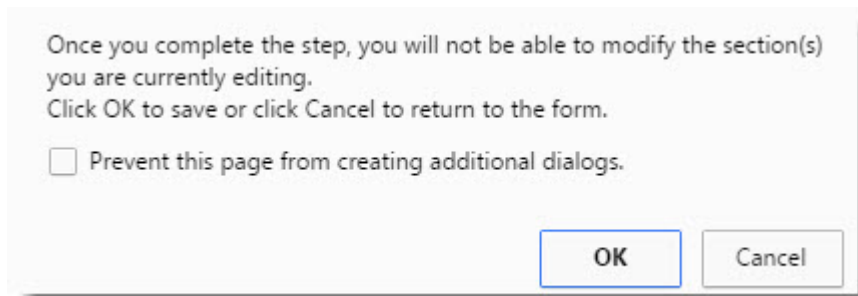 Once you complete the step, you will not be able to modify the section(s)
you are currently editing.
Click OK to save or click Cancel to return to the form.
Prevent this page from creating additional dialogs.
OK
Cancel